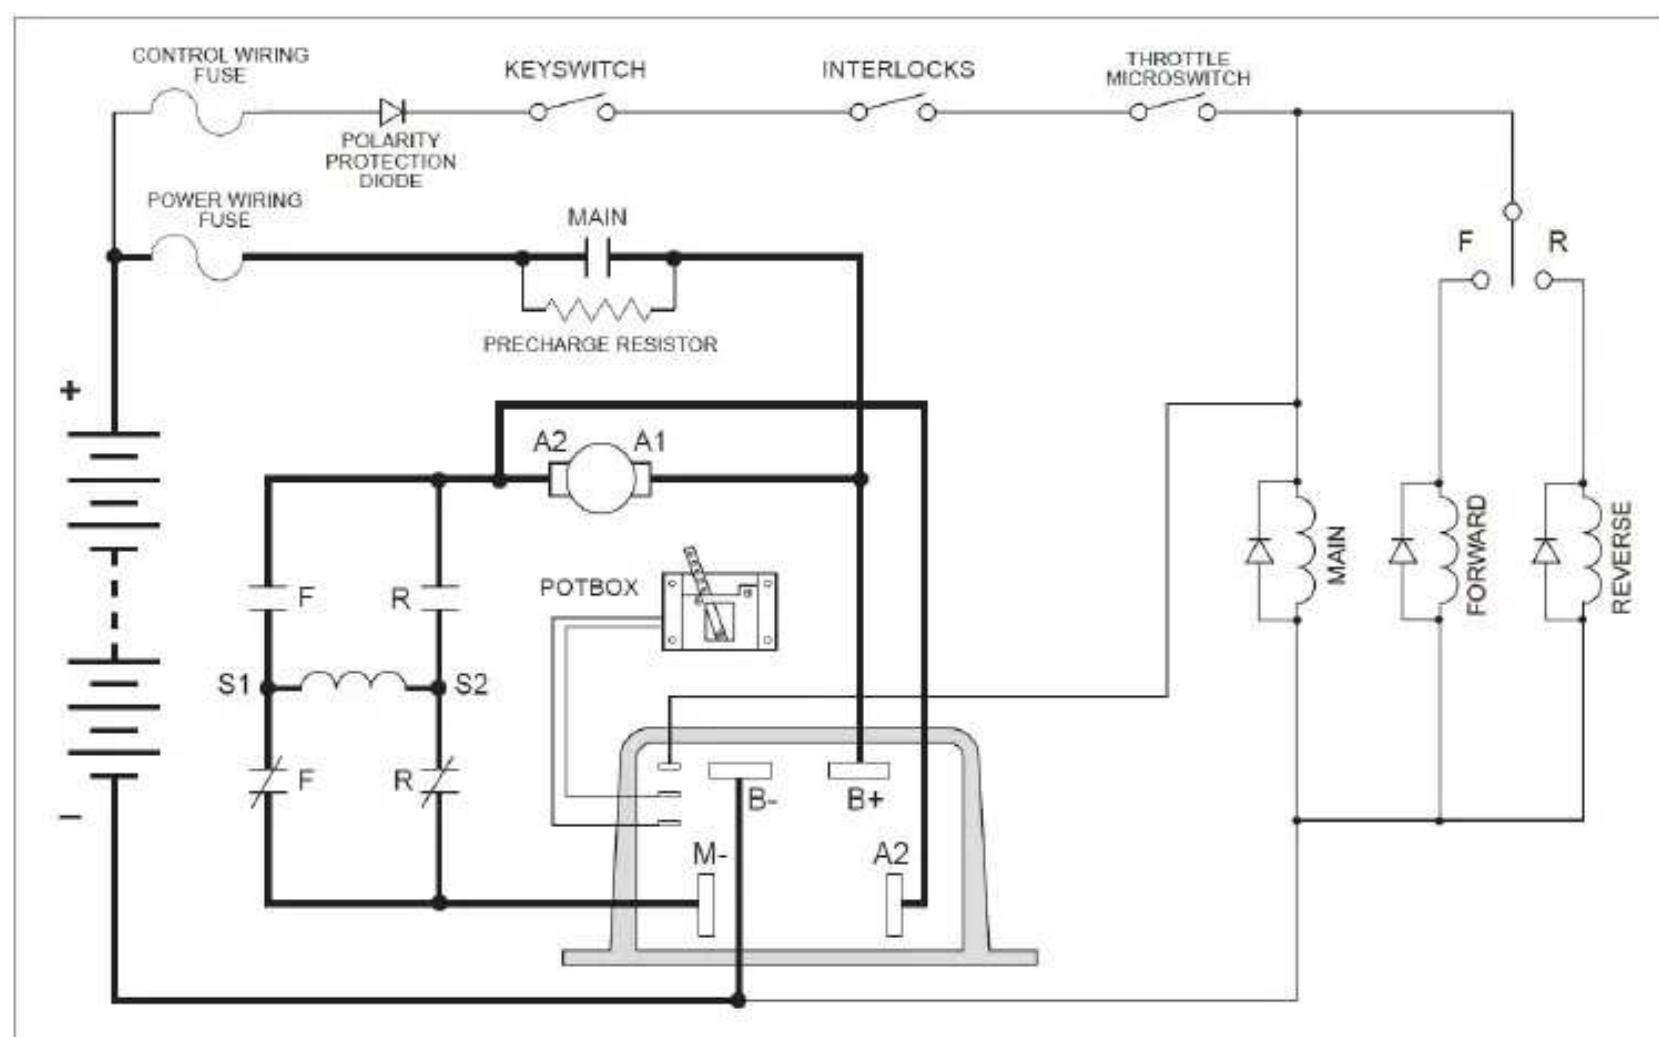 CONTROL WIRING
FUSE
KEYSWITCH
INTERLOCKS
THROTTLE
MICROSWITCH
POLARITY
PROTECTION
DIODE
POWER WIRING
FUSE
MAIN
F
R
PRECHARGE RESISTOR
+
A2
A1
MAIN
FORWARD
REVERSE
POTBOX
F
R
S1
S2
F
R
B-
B+
–
M-
A2